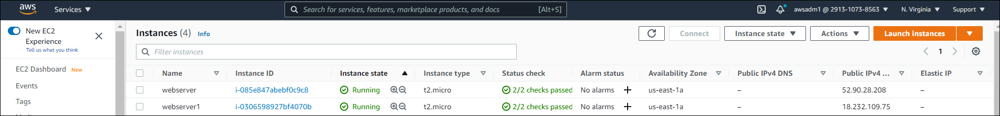 aws Services Search for services, features, marketplace products, and docs [Alt+S] awsadm1 @ 2913-1073-8563 N. Virginia Support
New EC2 Experience
Tell us what you think
EC2 Dashboard New
Events
Tags
Instances (4) Info Connect Instance state Actions Launch instances
Filter instances 1
Name Instance ID Instance state Instance type Status check Alarm status Availability Zone Public IPv4 DNS Public IPv4 ... Elastic IP
webserver i-085e847abebf0c9c8 Running t2.micro 2/2 checks passed No alarms + us-east-1a – 52.90.28.208 –
webserver1 i-0306598927bf4070b Running t2.micro 2/2 checks passed No alarms + us-east-1a – 18.232.109.75 –